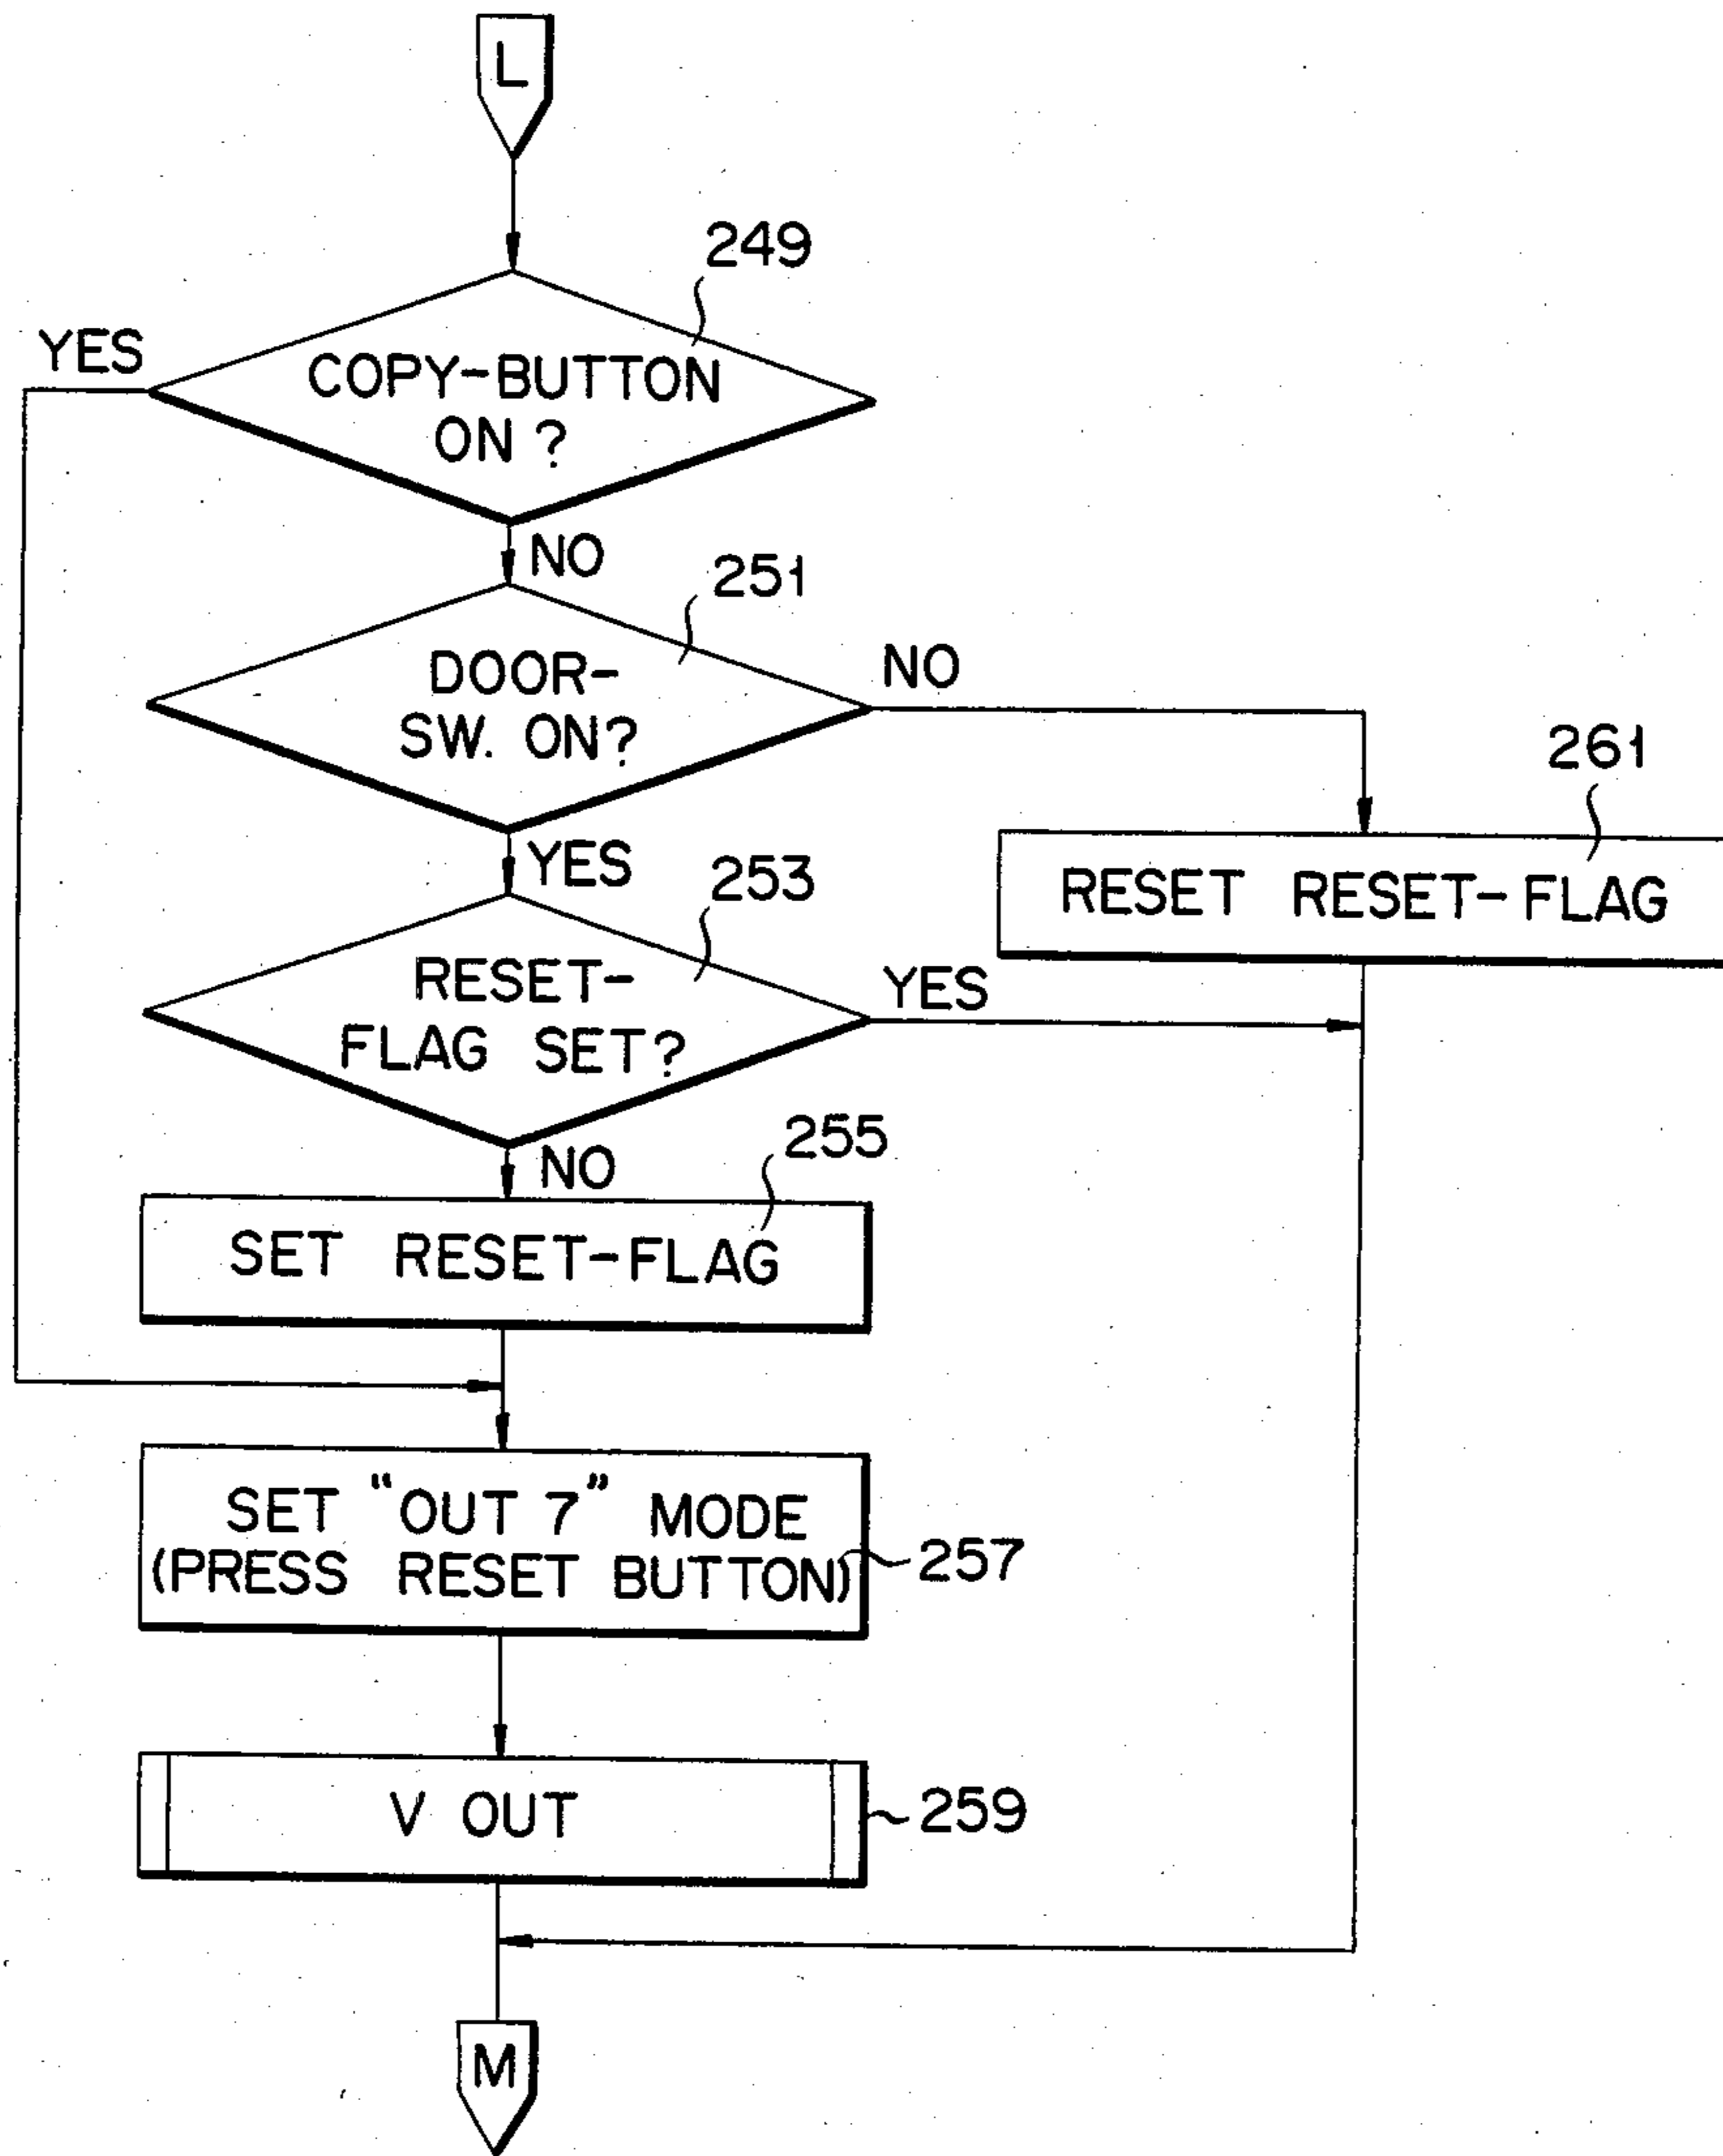 L
249
YES
COPY-BUTTON
ON?
NO
251
DOOR-
SW. ON?
NO
261
RESET RESET-FLAG
YES
253
RESET-
FLAG SET?
YES
NO
255
SET RESET-FLAG
SET "OUT 7" MODE
(PRESS RESET BUTTON)
257
V OUT
259
M